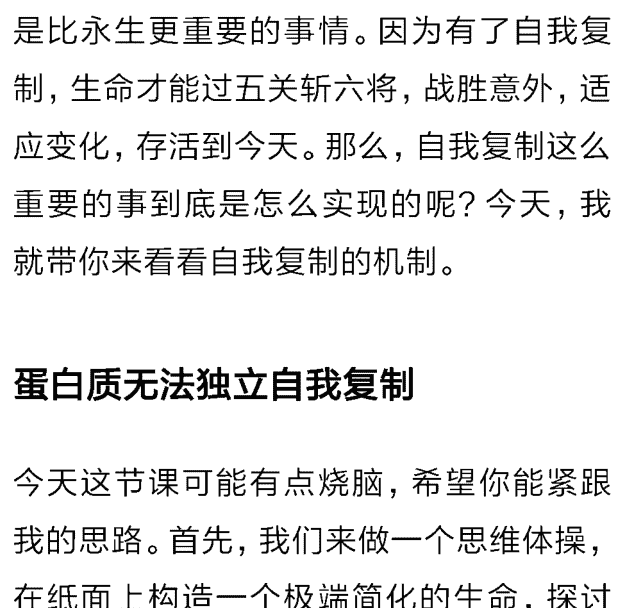 是比永生更重要的事情。因为有了自我复
制，生命才能过五关斩六将，战胜意外，适
应变化，存活到今天。那么，自我复制这么
重要的事到底是怎么实现的呢？今天，我
就带你来看看自我复制的机制。
蛋白质无法独立自我复制
今天这节课可能有点烧脑，希望你能紧跟
我的思路。首先，我们来做一个思维体操，
在纸面上构造一个极端简化的生命，探讨